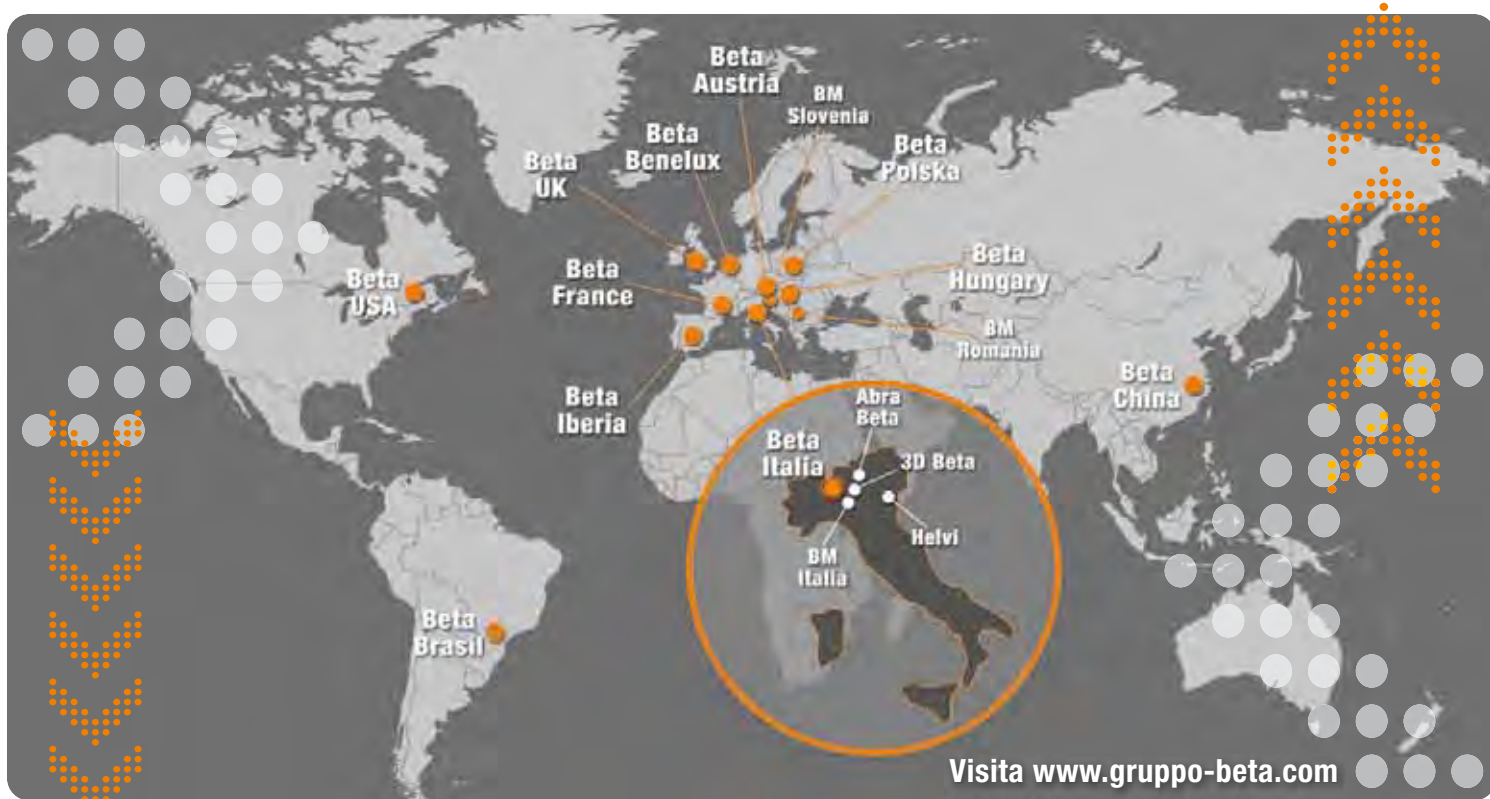 Beta
Austria
BM
Slovenia
Beta
Benelux
Beta
Polska
Beta
UK
Beta
Hungary
Beta
France
Beta
USA
BM
Romania
Beta
China
Beta
Iberia
Abra
Beta
Beta
Italia
3D Beta
Helvi
BM
Italia
Beta
Brasil
Visita www.gruppo-beta.com